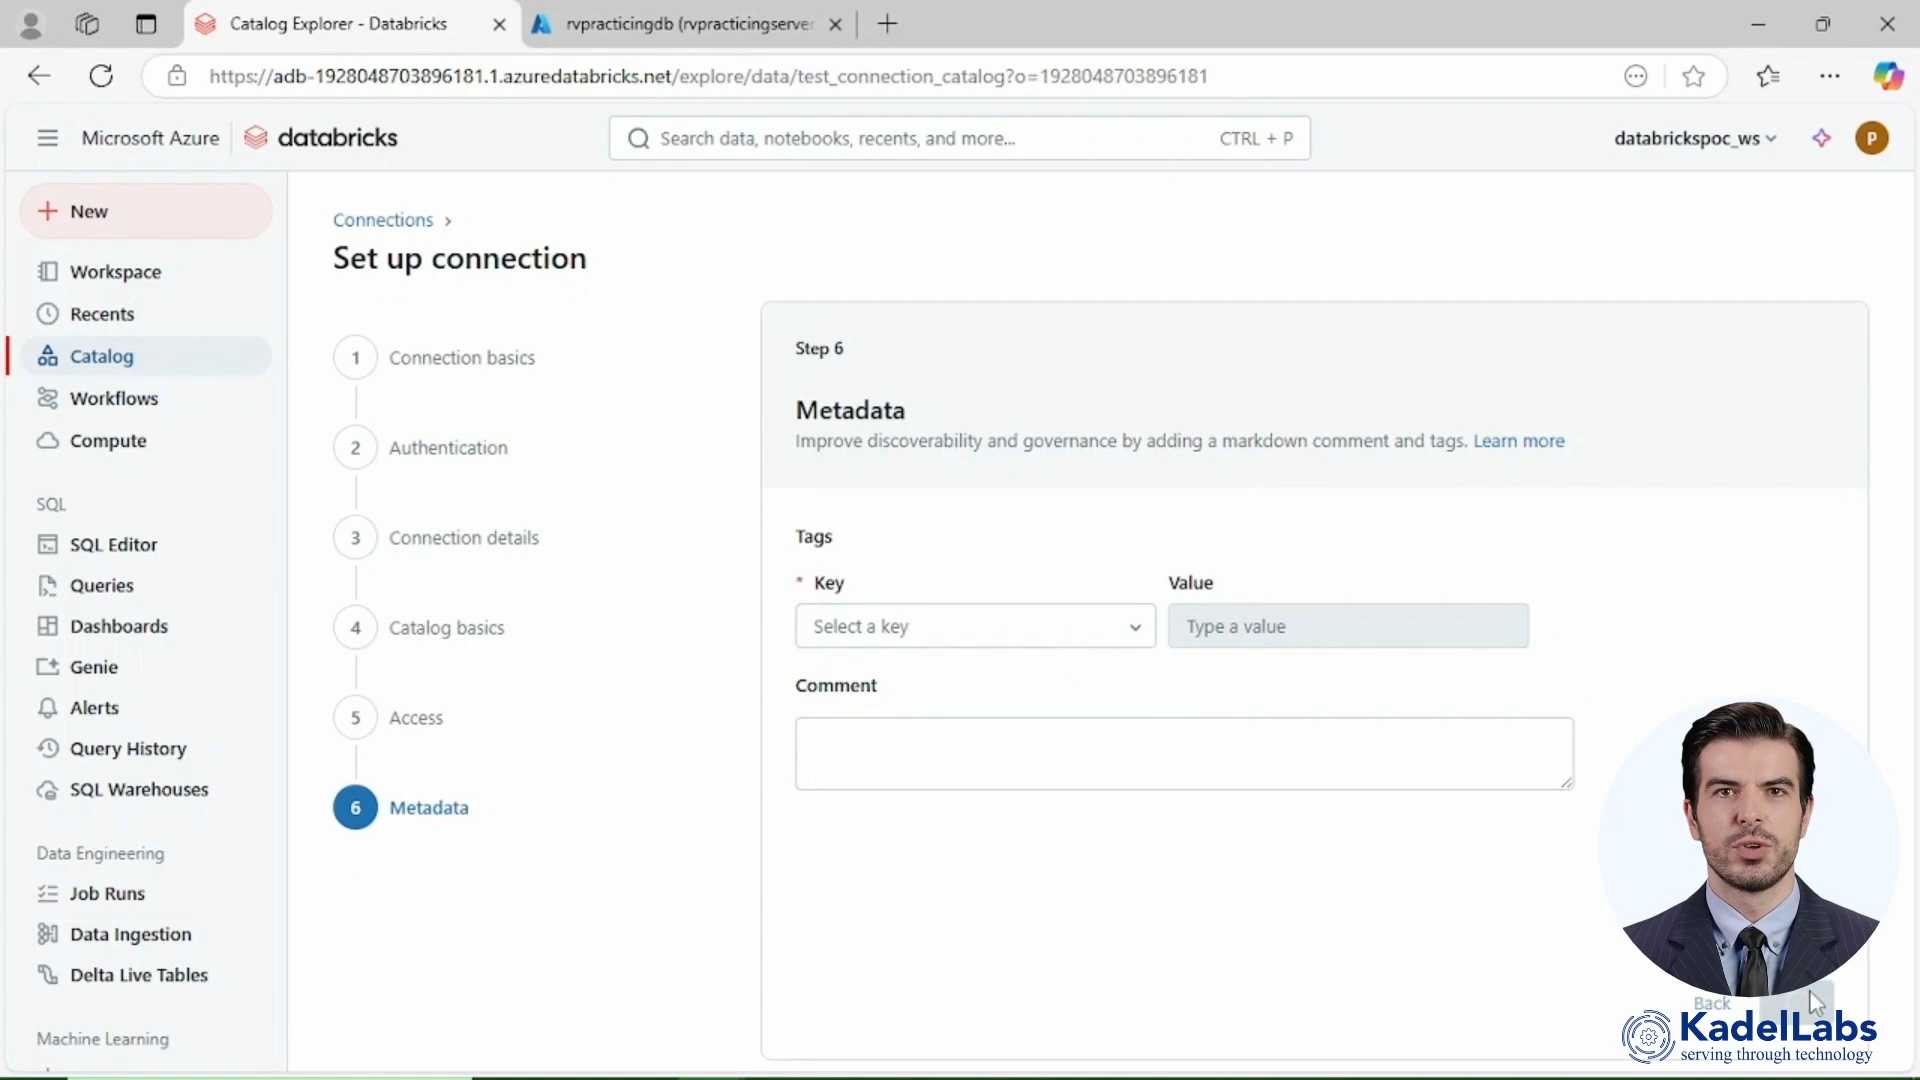 Catalog Explorer - Databricks
rvpracticingdb (rvpracticingserver
https://adb-1928048703896181.1.azuredatabricks.net/explore/data/test_connection_catalog?o=1928048703896181
Microsoft Azure
databricks
Search data, notebooks, recents, and more...
CTRL + P
databrickspoc_ws
P
New
Workspace
Recents
Catalog
Workflows
Compute
SQL
SQL Editor
Queries
Dashboards
Genie
Alerts
Query History
SQL Warehouses
Data Engineering
Job Runs
Data Ingestion
Delta Live Tables
Machine Learning
Connections ›
Set up connection
1 Connection basics
2 Authentication
3 Connection details
4 Catalog basics
5 Access
6 Metadata
Step 6
Metadata
Improve discoverability and governance by adding a markdown comment and tags. Learn more
Tags
* Key
Value
Select a key
Type a value
Comment
Back
KadelLabs
serving through technology